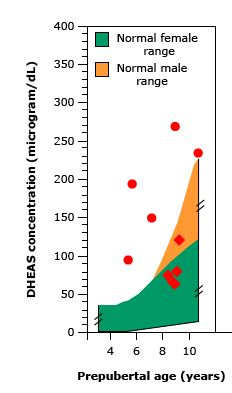 400
350
300
250
200
150
100
50
0
DHEAS concentration (microgram/dL)
Normal female
range
Normal male
range
4 6 8 10
Prepubertal age (years)